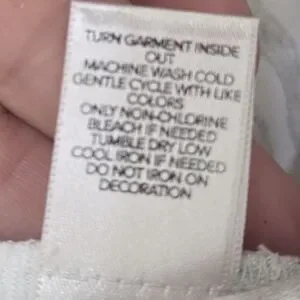 TURN GARMENT INSIDE
OUT
MACHINE WASH COLD
GENTLE CYCLE WITH LIKE
COLORS
ONLY NON-CHLORINE
BLEACH IF NEEDED
TUMBLE DRY LOW
COOL IRON IF NEEDED
DO NOT IRON ON
DECORATION